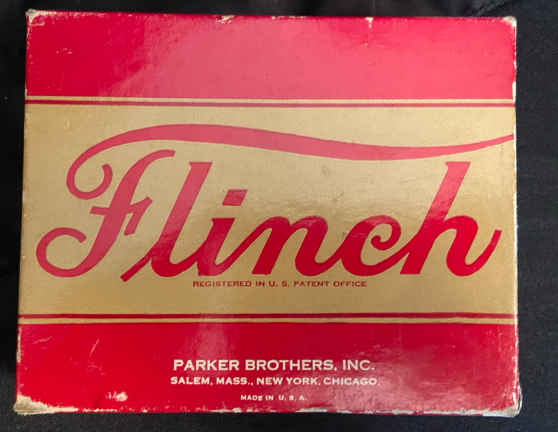 Flinch
REGISTERED IN U. S. PATENT OFFICE
PARKER BROTHERS, INC.
SALEM, MASS., NEW YORK, CHICAGO.
MADE IN U. S. A.